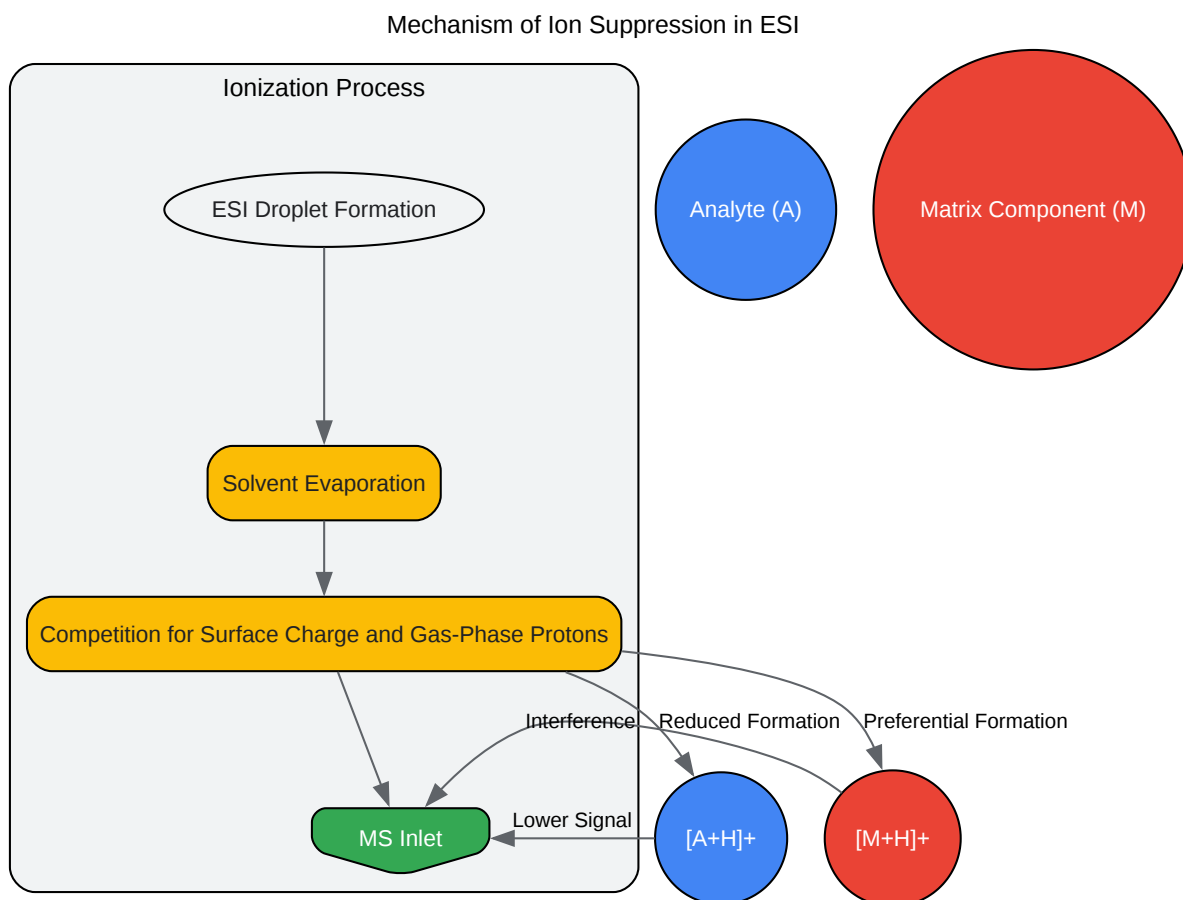 Mechanism of Ion Suppression in ESI
Ionization Process
ESI Droplet Formation
Analyte (A)
Matrix Component (M)
Solvent Evaporation
Competition for Surface Charge and Gas-Phase Protons
Interference
Reduced Formation
Preferential Formation
Lower Signal
MS Inlet
[A+H]+
[M+H]+